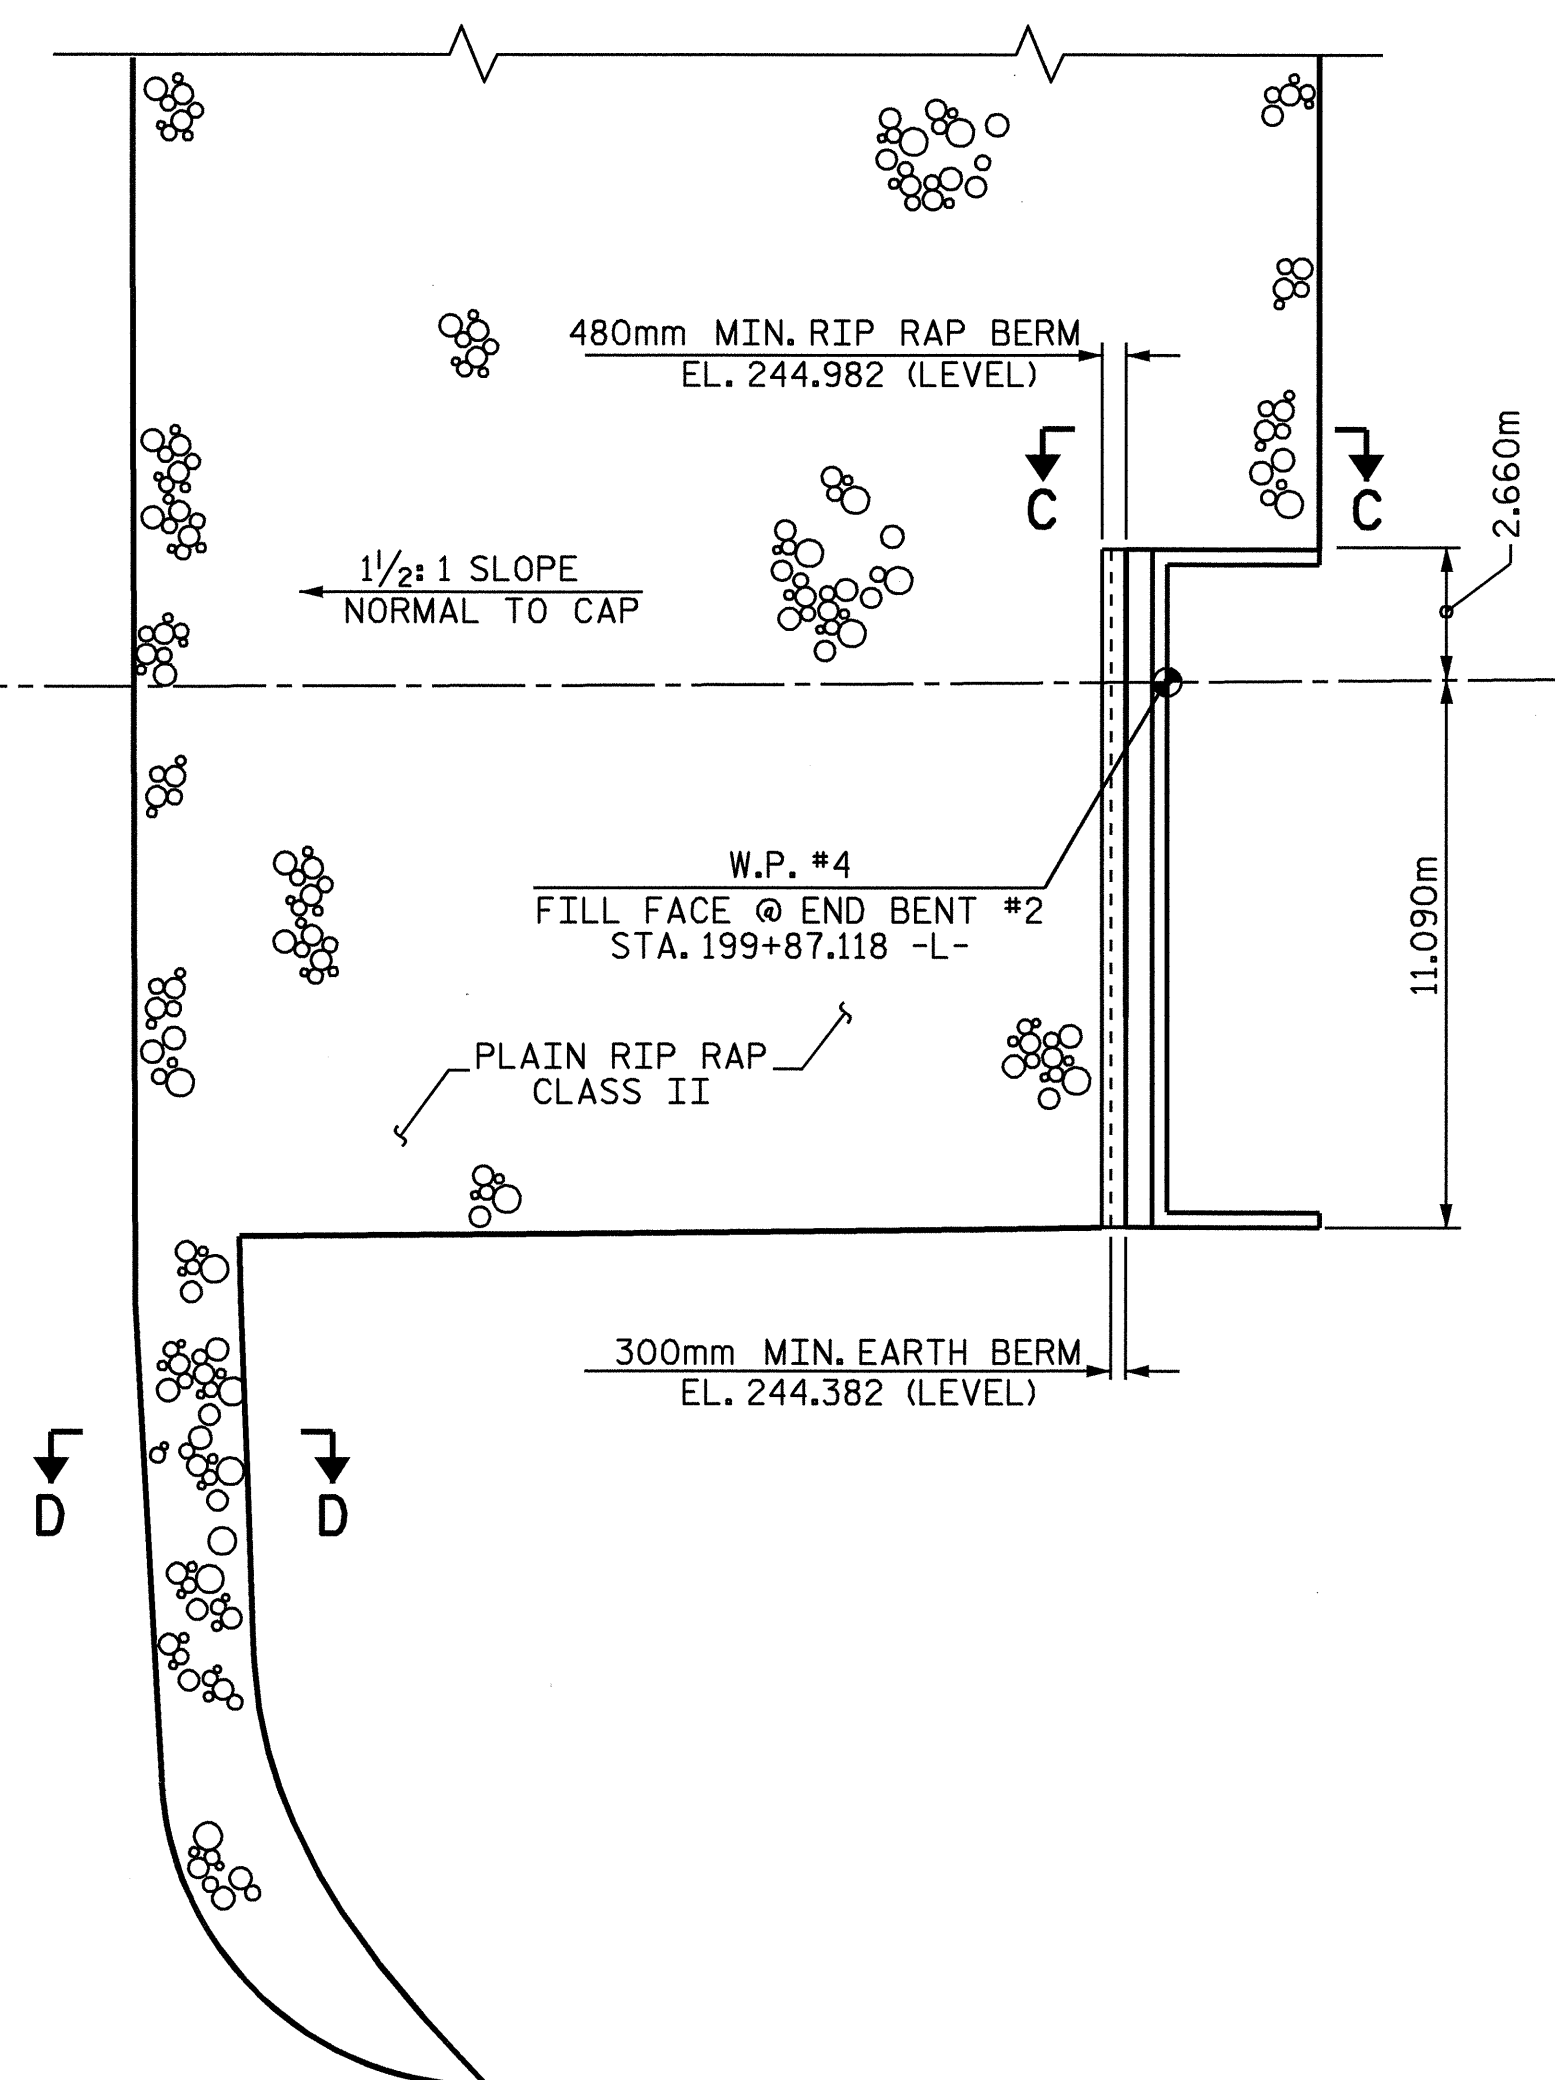 480mm MIN. RIP RAP BERM
EL. 244.982 (LEVEL)
C
C
2.660m
1 1/2: 1 SLOPE
NORMAL TO CAP
W.P. #4
FILL FACE @ END BENT #2
STA. 199+87.118 -L-
11.090m
PLAIN RIP RAP
CLASS II
300mm MIN. EARTH BERM
EL. 244.382 (LEVEL)
D
D